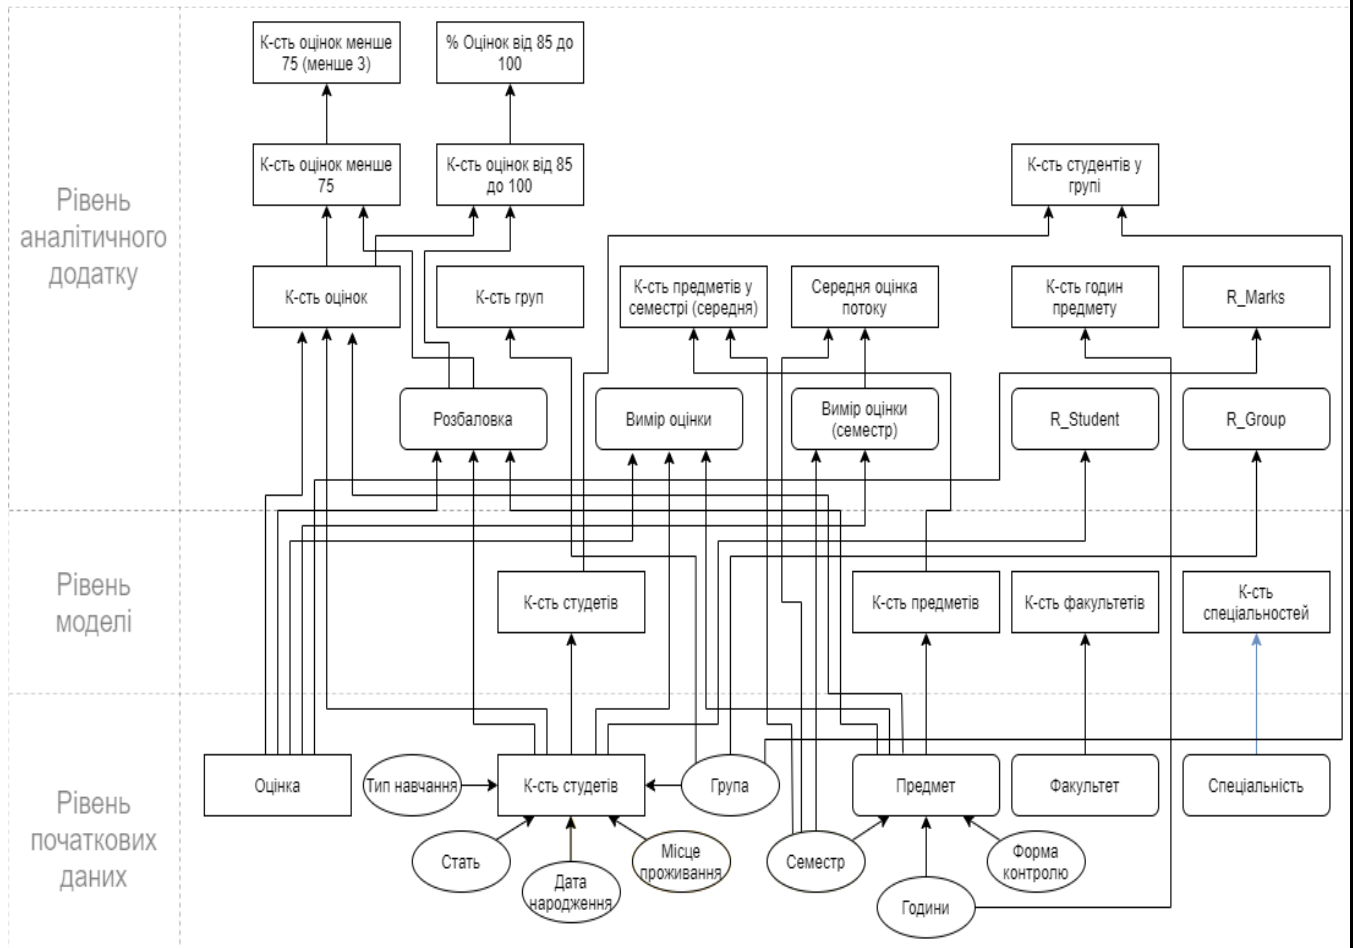 К-сть оцінок менше
75 (менше 3)
% Оцінок від 85 до
100
К-сть оцінок менше
75
К-сть оцінок від 85
до 100
К-сть студентів у
групі
Рівень
аналітичного
додатку
К-сть оцінок
К-сть груп
К-сть предметів у
семестрі (середня)
Середня оцінка
потоку
К-сть годин
предмету
R_Marks
Розбаловка
Вимір оцінки
Вимір оцінки
(семестр)
R_Student
R_Group
Рівень
моделі
К-сть студетів
К-сть предметів
К-сть факультетів
К-сть
спеціальностей
Рівень
початкових
даних
Оцінка
Тип навчання
К-сть студетів
Група
Предмет
Факультет
Спеціальність
Стать
Дата
народження
Місце
проживання
Семестр
Години
Форма
контролю